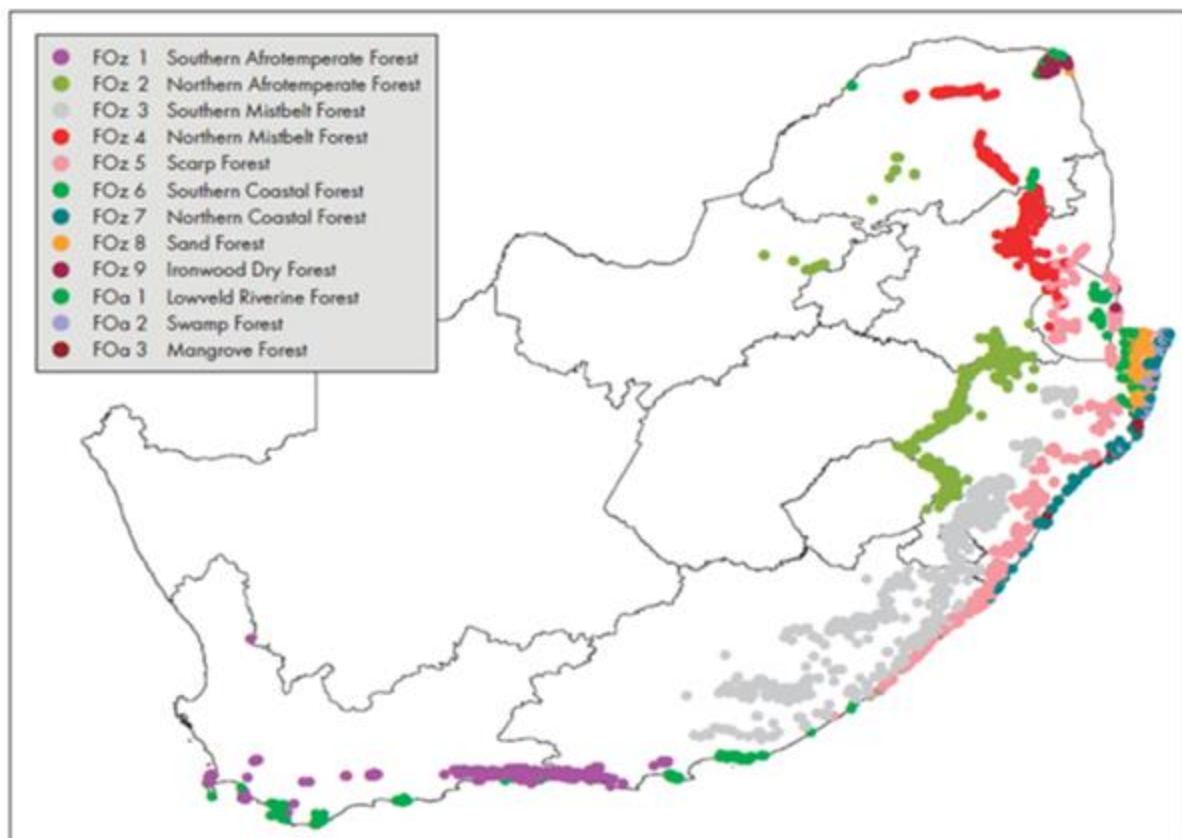 FOz 1 Southern Afrotemperate Forest
FOz 2 Northern Afrotemperate Forest
FOz 3 Southern Mistbelt Forest
FOz 4 Northern Mistbelt Forest
FOz 5 Scarp Forest
FOz 6 Southern Coastal Forest
FOz 7 Northern Coastal Forest
FOz 8 Sand Forest
FOz 9 Ironwood Dry Forest
FOa 1 Lowveld Riverine Forest
FOa 2 Swamp Forest
FOa 3 Mangrove Forest